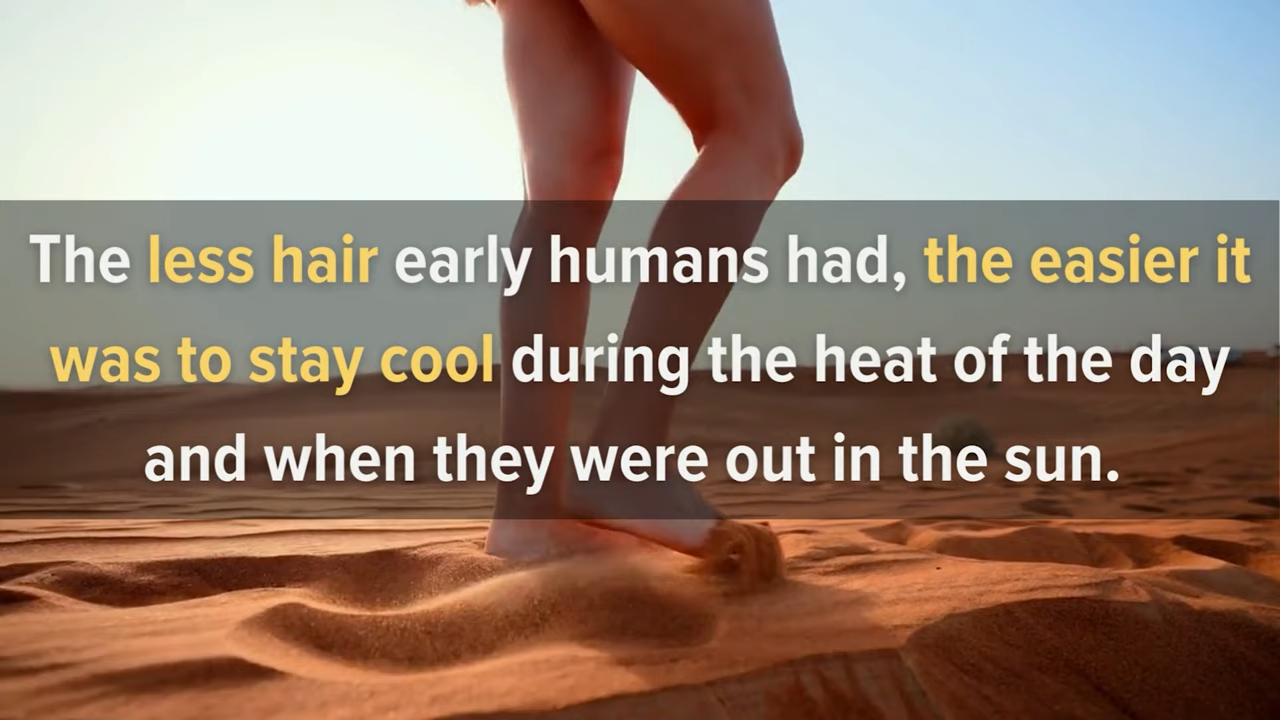 The less hair early humans had, the easier it
was to stay cool during the heat of the day
and when they were out in the sun.